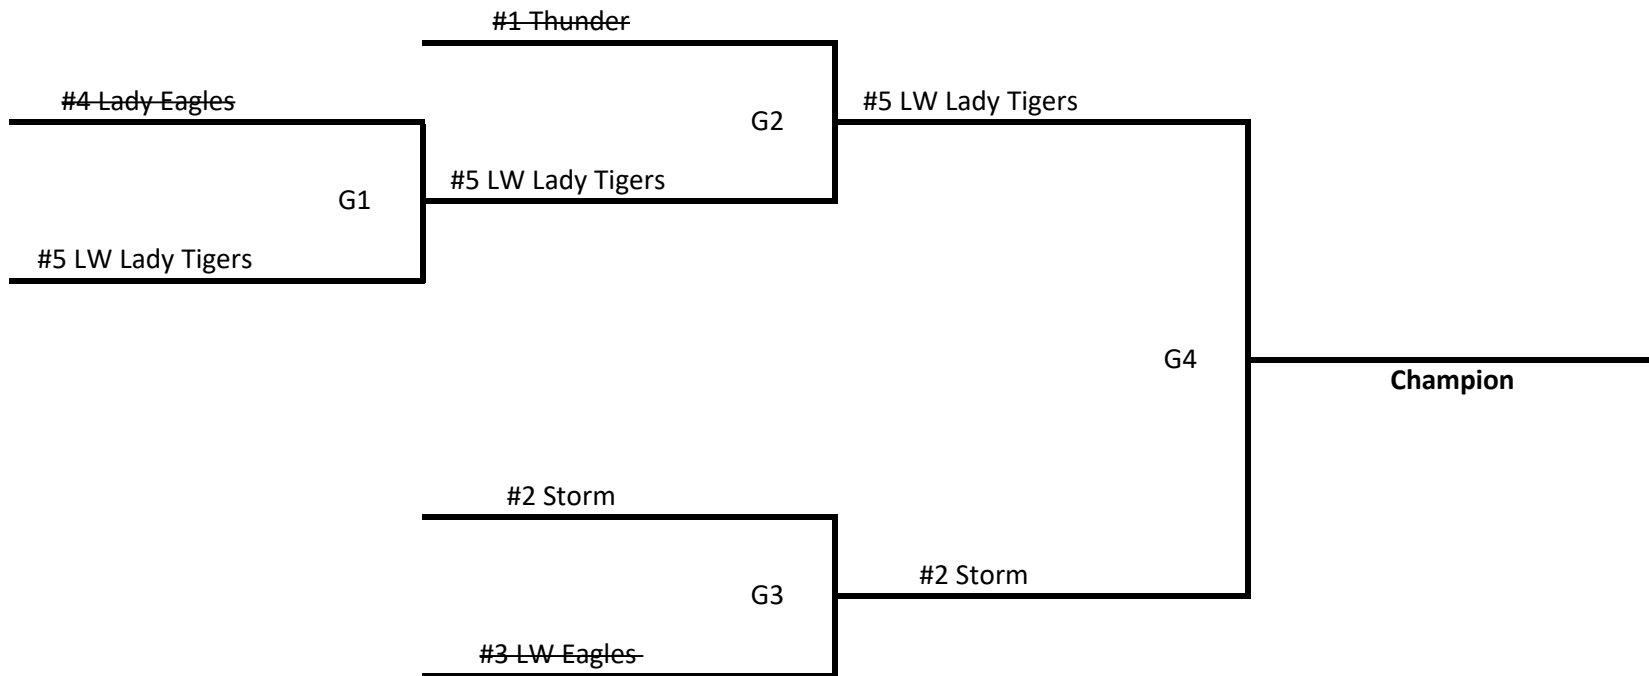 #1 Thunder
#4 Lady Eagles
G2
#5 LW Lady Tigers
#5 LW Lady Tigers
G1
#5 LW Lady Tigers
G4
Champion
#2 Storm
#2 Storm
G3
#3 LW Eagles